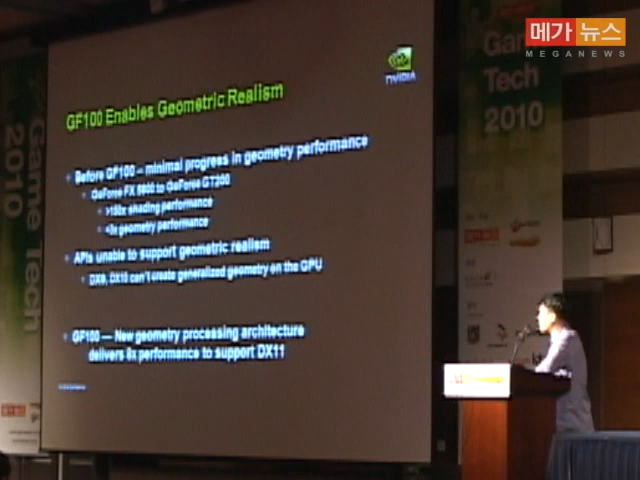 메가 뉴스
MEGANEWS
Game
Tech
2010
NVIDIA
GF100 Enables Geometric Realism
Before GF100 – minimal progress in geometry performance
GeForce FX 5800 to GeForce GT200
>150x shading performance
<3x geometry performance
APIs unable to support geometric realism
DX9, DX10 can't create generalized geometry on the GPU
GF100 — New geometry processing architecture
delivers 8x performance to support DX11
Game Tech
2010